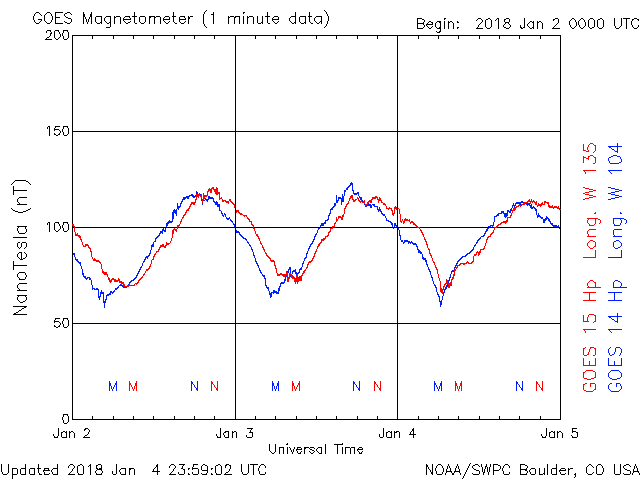 GOES Magnetometer (1 minute data)
Begin: 2018 Jan 2 0000 UTC
200
150
100
50
0
NanoTesla (nT)
M M N N M M N N M M N N
Jan 2 Jan 3 Jan 4 Jan 5
Universal Time
GOES 15 Hp Long. W 135
GOES 14 Hp Long. W 104
Updated 2018 Jan 4 23:59:02 UTC
NOAA/SWPC Boulder, CO USA